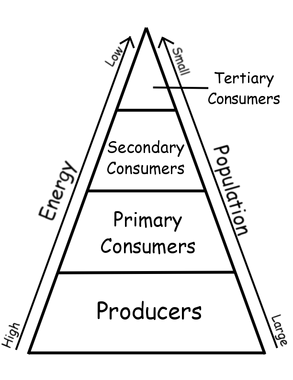 Low
Small
Tertiary
Consumers
Secondary
Consumers
Energy
Population
Primary
Consumers
Producers
High
Large